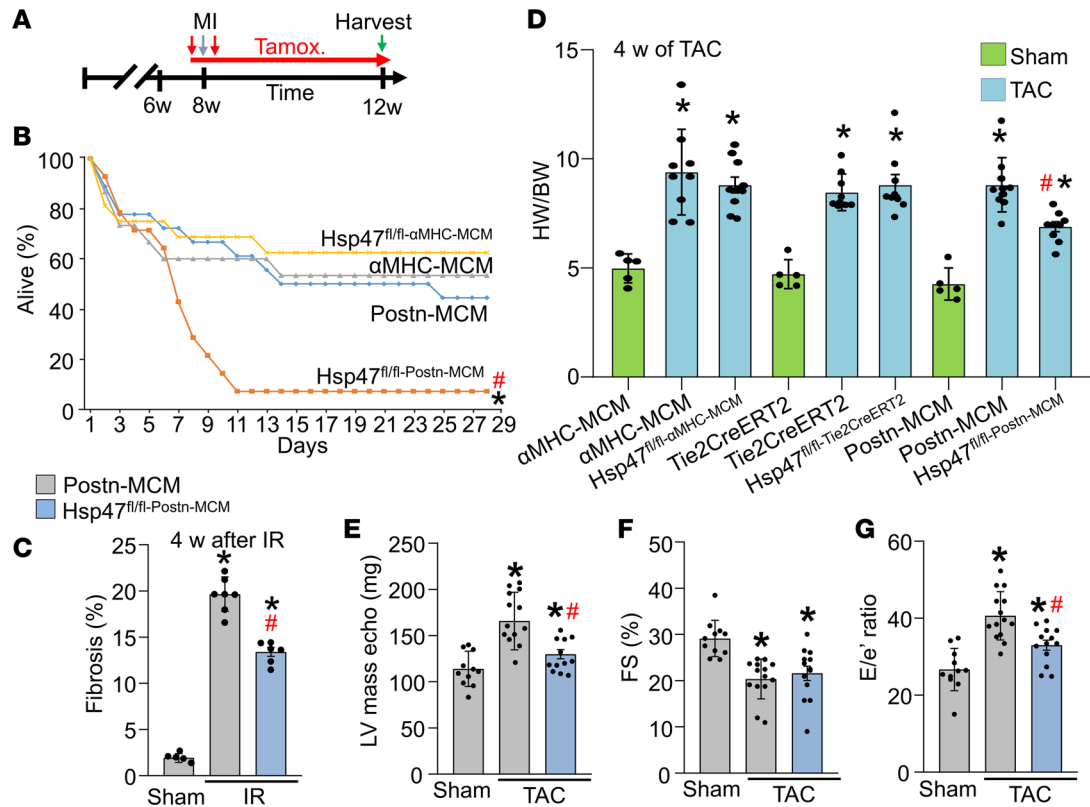 A
MI
Harvest
Tamox.
Time
6w
8w
12w
B
Alive (%)
100
80
60
40
20
0
Hsp47fl/fl-αMHC-MCM
αMHC-MCM
Postn-MCM
Hsp47fl/fl-Postn-MCM
#
*
1 3 5 7 9 11 13 15 17 19 21 23 25 27 29
Days
Postn-MCM
Hsp47fl/fl-Postn-MCM
C
4 w after IR
Fibrosis (%)
25
20
15
10
5
0
*
*
#
Sham
IR
D
4 w of TAC
Sham
TAC
HW/BW
15
10
5
0
*
*
*
*
*
# *
αMHC-MCM
αMHC-MCM
Hsp47fl/fl-αMHC-MCM
Tie2CreERT2
Tie2CreERT2
Hsp47fl/fl-Tie2CreERT2
Postn-MCM
Postn-MCM
Hsp47fl/fl-Postn-MCM
E
LV mass echo (mg)
250
200
150
100
50
0
*
* #
Sham
TAC
F
FS (%)
50
40
30
20
10
0
*
*
Sham
TAC
G
E/e' ratio
60
40
20
0
*
* #
Sham
TAC